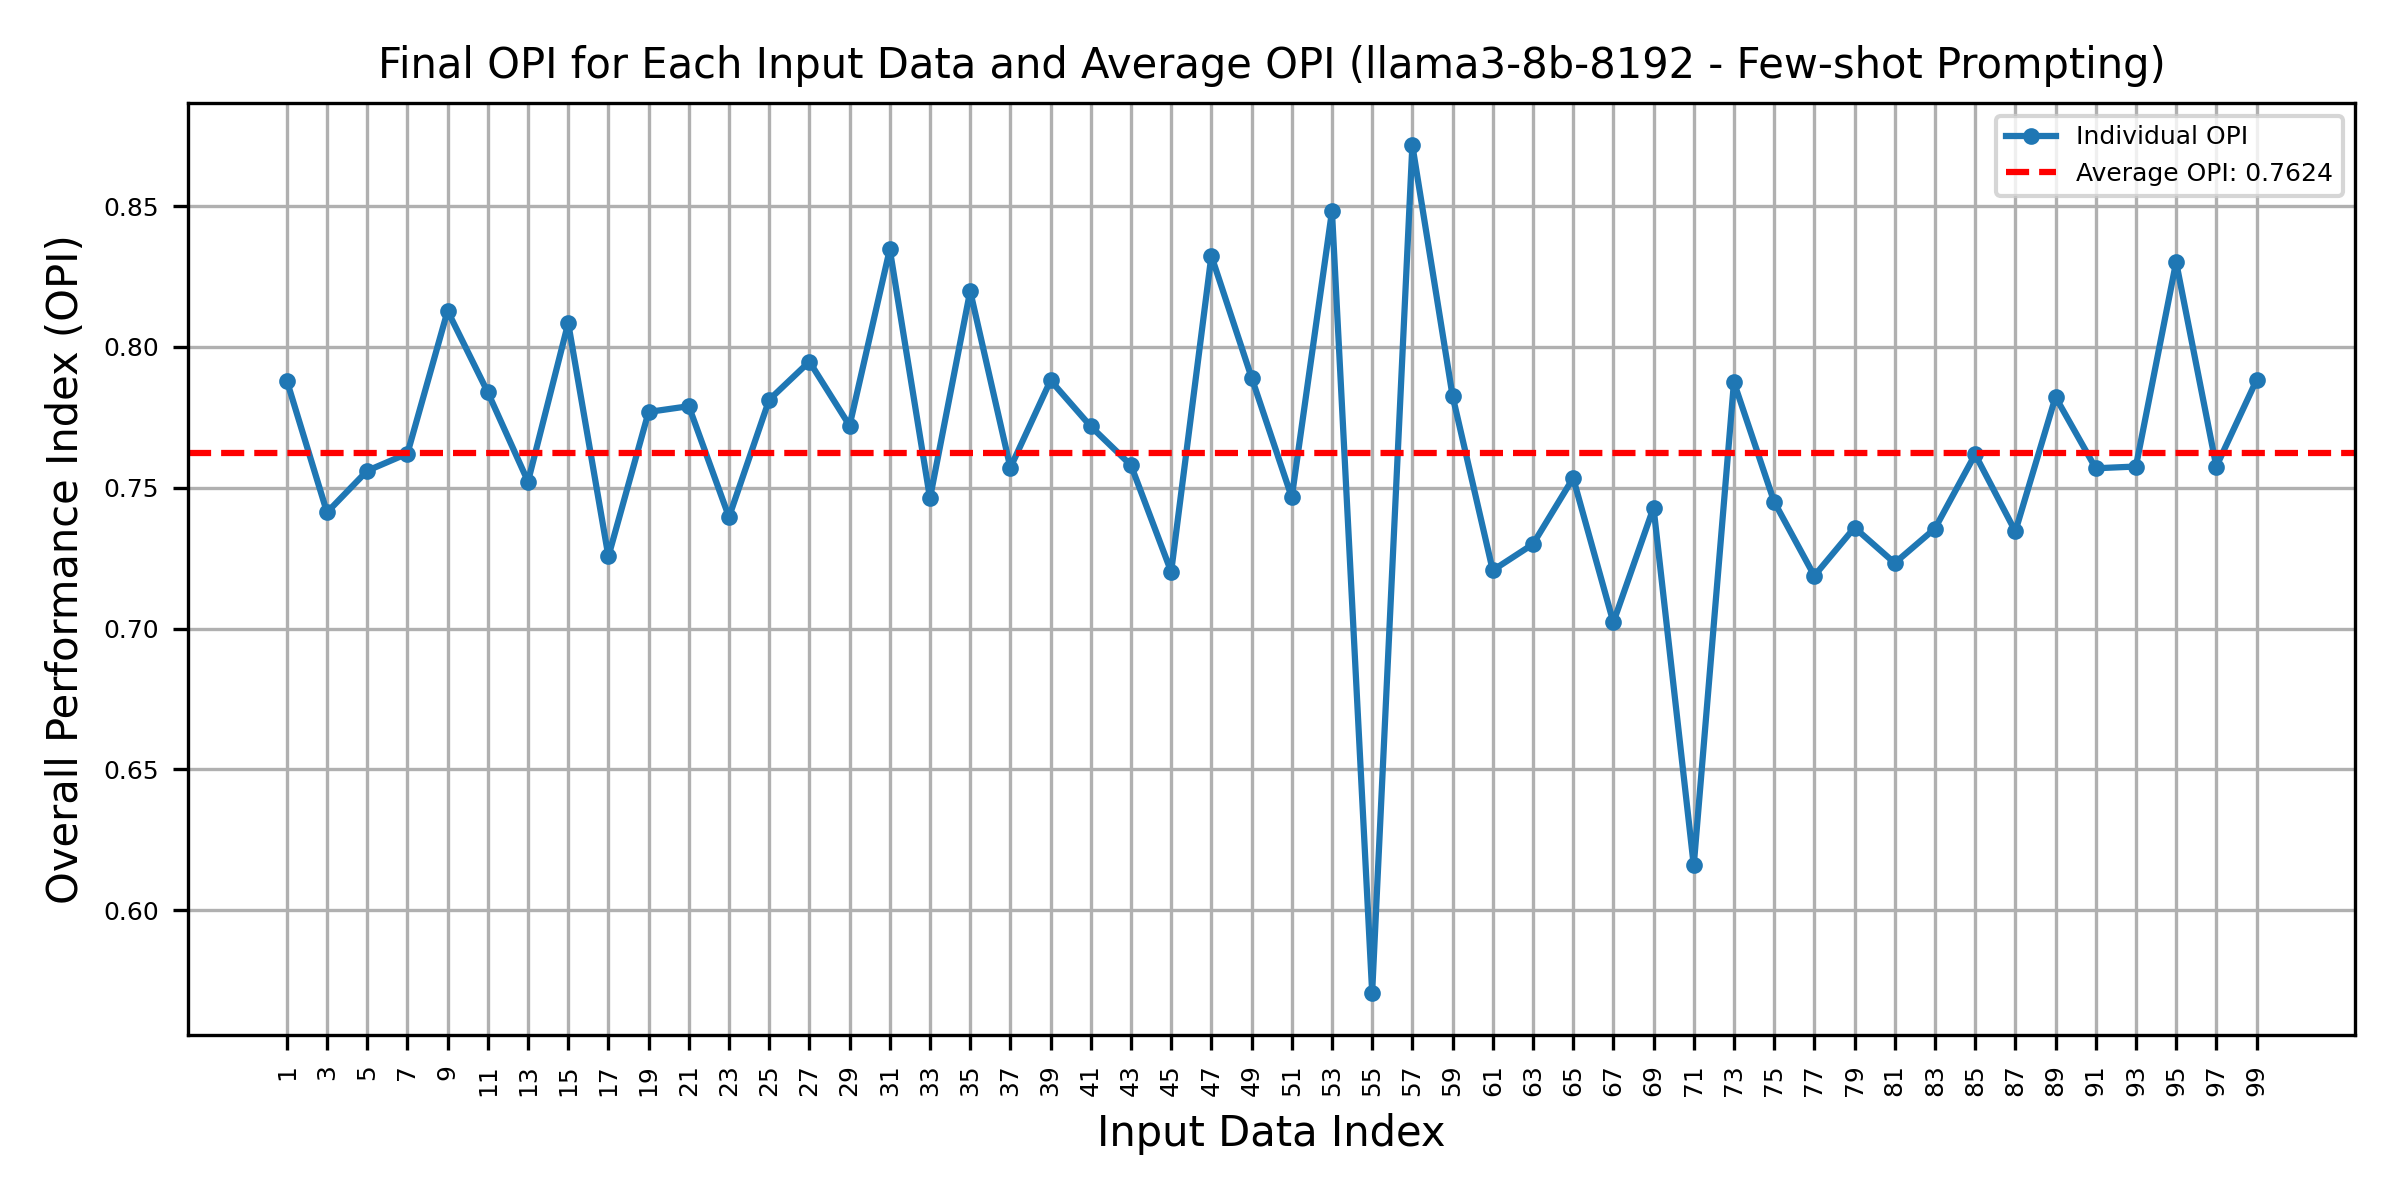 Final OPI for Each Input Data and Average OPI (llama3-8b-8192 - Few-shot Prompting)
Individual OPI
Average OPI: 0.7624
Overall Performance Index (OPI)
0.85
0.80
0.75
0.70
0.65
0.60
1 3 5 7 9 11 13 15 17 19 21 23 25 27 29 31 33 35 37 39 41 43 45 47 49 51 53 55 57 59 61 63 65 67 69 71 73 75 77 79 81 83 85 87 89 91 93 95 97 99
Input Data Index